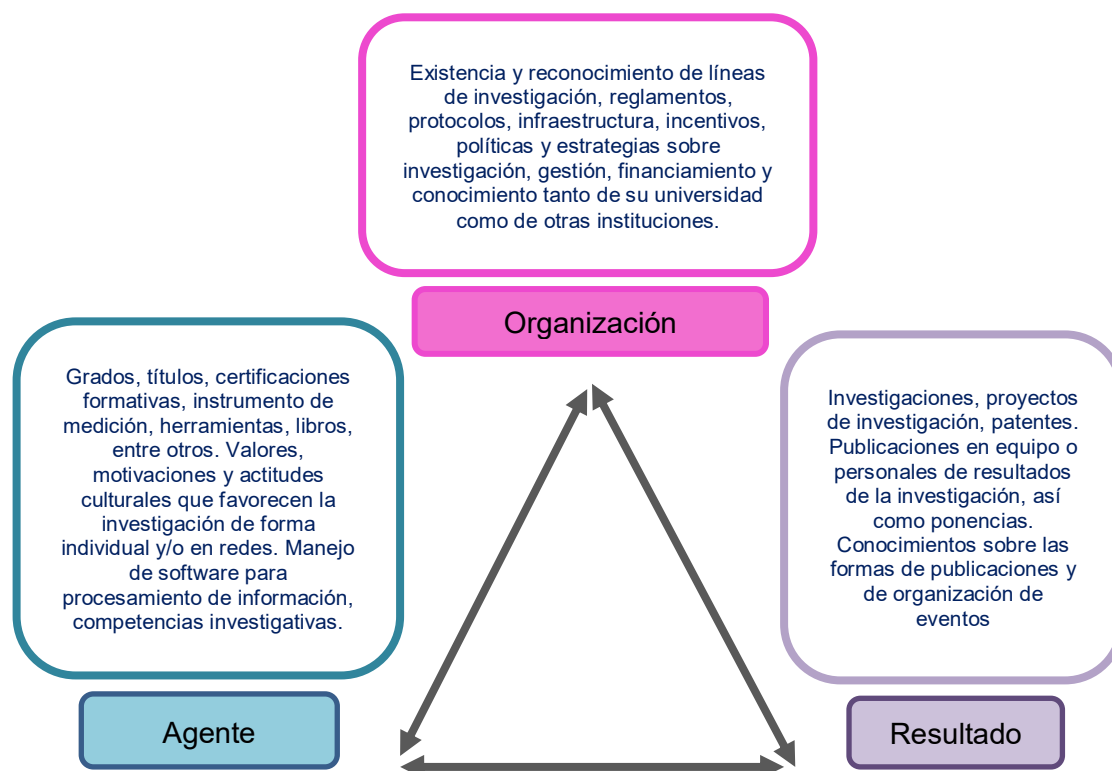 Existencia y reconocimiento de líneas
de investigación, reglamentos,
protocolos, infraestructura, incentivos,
políticas y estrategias sobre
investigación, gestión, financiamiento y
conocimiento tanto de su universidad
como de otras instituciones.
Organización
Grados, títulos, certificaciones
formativas, instrumento de
medición, herramientas, libros,
entre otros. Valores,
motivaciones y actitudes
culturales que favorecen la
investigación de forma
individual y/o en redes. Manejo
de software para
procesamiento de información,
competencias investigativas.
Agente
Investigaciones, proyectos
de investigación, patentes.
Publicaciones en equipo o
personales de resultados
de la investigación, así
como ponencias.
Conocimientos sobre las
formas de publicaciones y
de organización de
eventos
Resultado